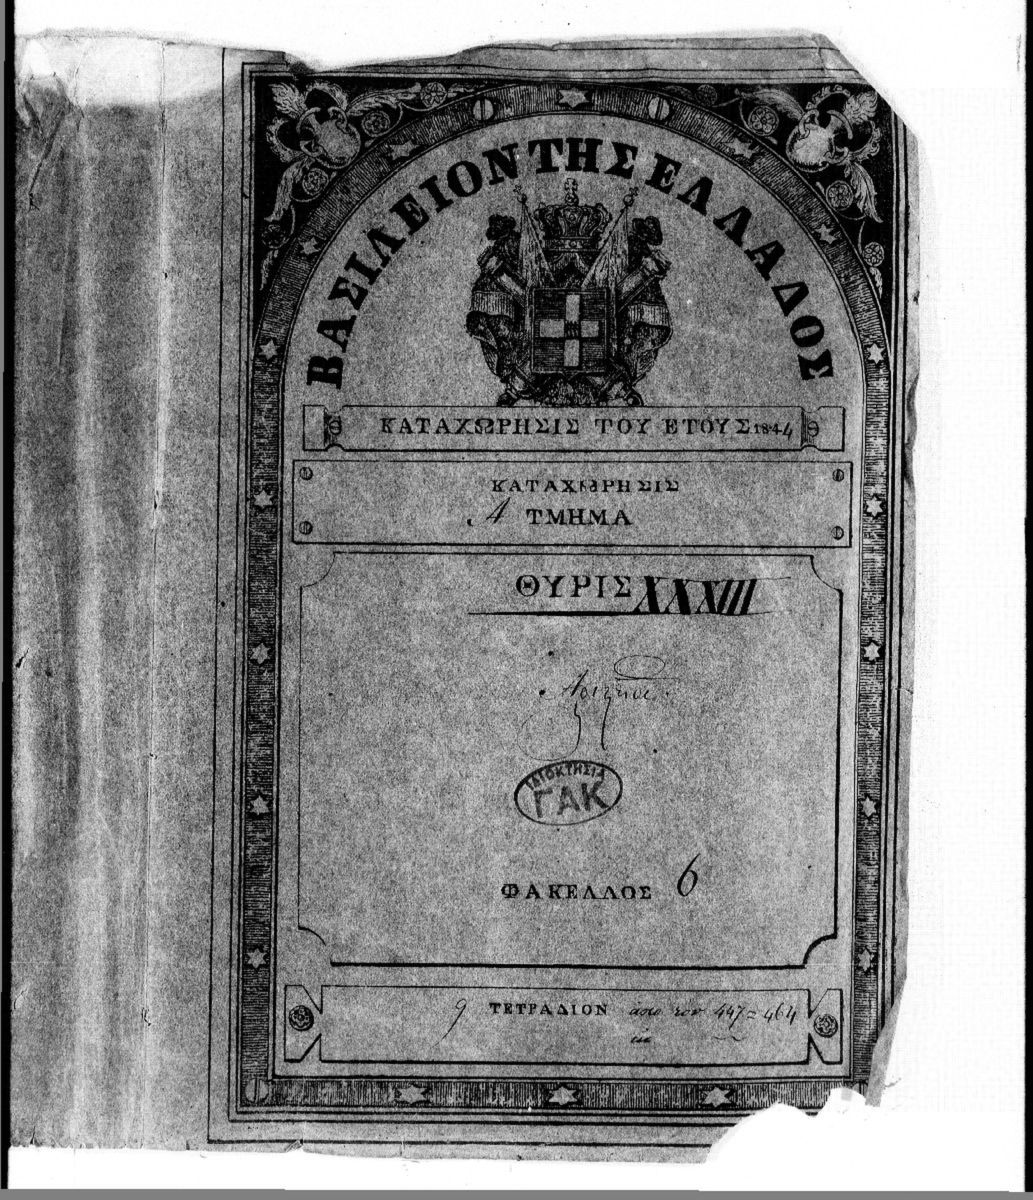 ΒΑΣΙΛΕΙΟΝ ΤΗΣ ΕΛΛΑΔΟΣ
ΚΑΤΑΧΩΡΗΣΙΣ ΤΟΥ ΕΤΟΥΣ 1844
ΚΑΤΑΧΩΡΗΣΙΣ
Α ΤΜΗΜΑ
ΘΥΡΙΣ XXXIII
ΙΔΙΟΚΤΗΣΙΑ
ΓΑΚ
ΦΑΚΕΛΛΟΣ 6
9 ΤΕΤΡΑΔΙΟΝ ἀπὸ τον 447 = 464